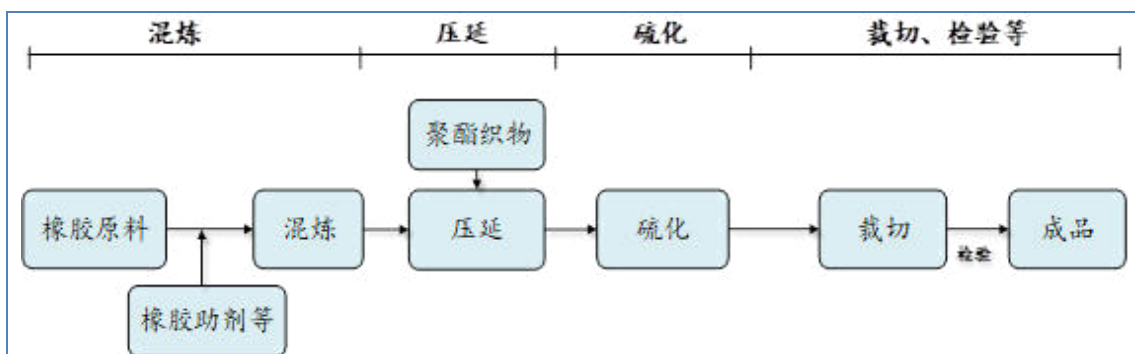 混炼 压延 硫化 裁切、检验等
聚酯织物
橡胶原料 混炼 压延 硫化 裁切 成品
检验
橡胶助剂等